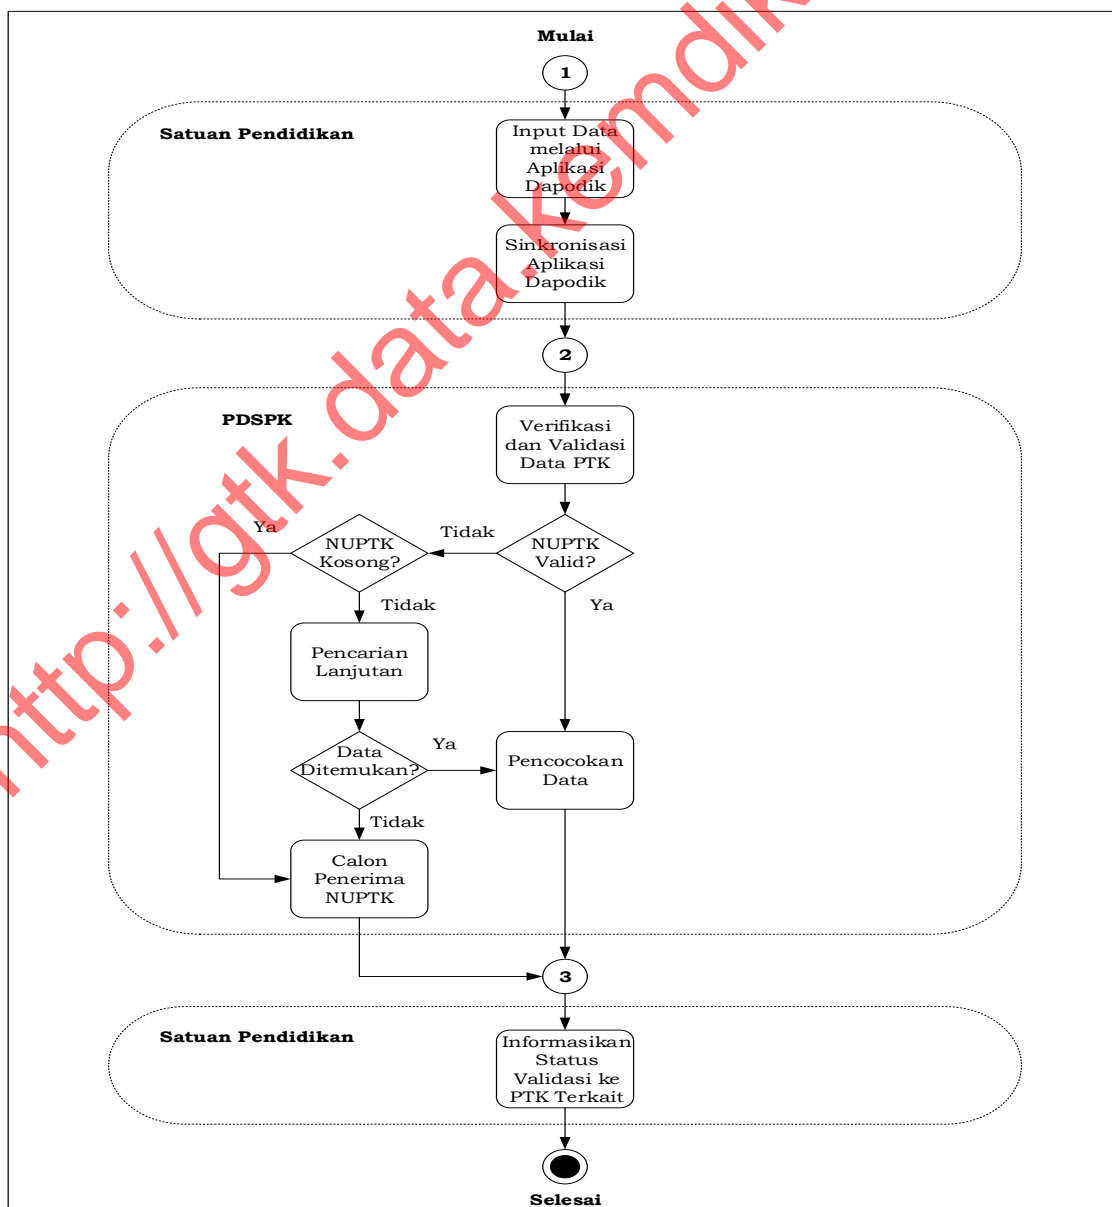 Mulai
1
Satuan Pendidikan
Input Data
melalui
Aplikasi
Dapodik
Sinkronisasi
Aplikasi
Dapodik
2
PDSPK
Verifikasi
dan Validasi
Data PTK
Ya
NUPTK
Kosong?
Tidak
NUPTK
Valid?
Tidak
Ya
Pencarian
Lanjutan
Data
Ditemukan?
Ya
Pencocokan
Data
Tidak
Calon
Penerima
NUPTK
3
Satuan Pendidikan
Informasikan
Status
Validasi ke
PTK Terkait
Selesai
http://gtk.data.kemdik